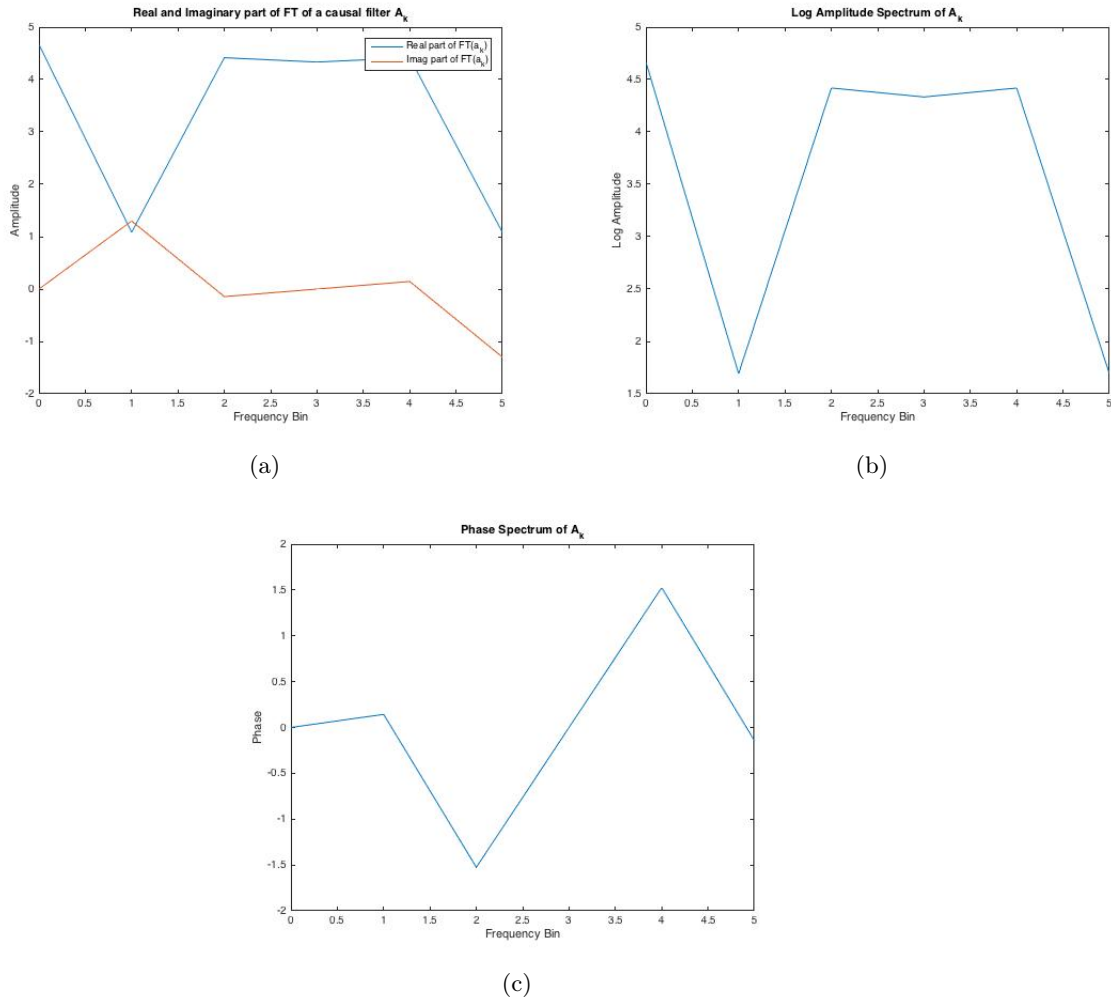 Real and Imaginary part of FT of a causal filter A_k
Real part of FT(a_k)
Imag part of FT(a_k)
5
4
3
2
1
0
-1
-2
Amplitude
0 0.5 1 1.5 2 2.5 3 3.5 4 4.5 5
Frequency Bin
(a)
Log Amplitude Spectrum of A_k
5
4.5
4
3.5
3
2.5
2
1.5
Log Amplitude
0 0.5 1 1.5 2 2.5 3 3.5 4 4.5 5
Frequency Bin
(b)
Phase Spectrum of A_k
2
1.5
1
0.5
0
-0.5
-1
-1.5
-2
Phase
0 0.5 1 1.5 2 2.5 3 3.5 4 4.5 5
Frequency Bin
(c)